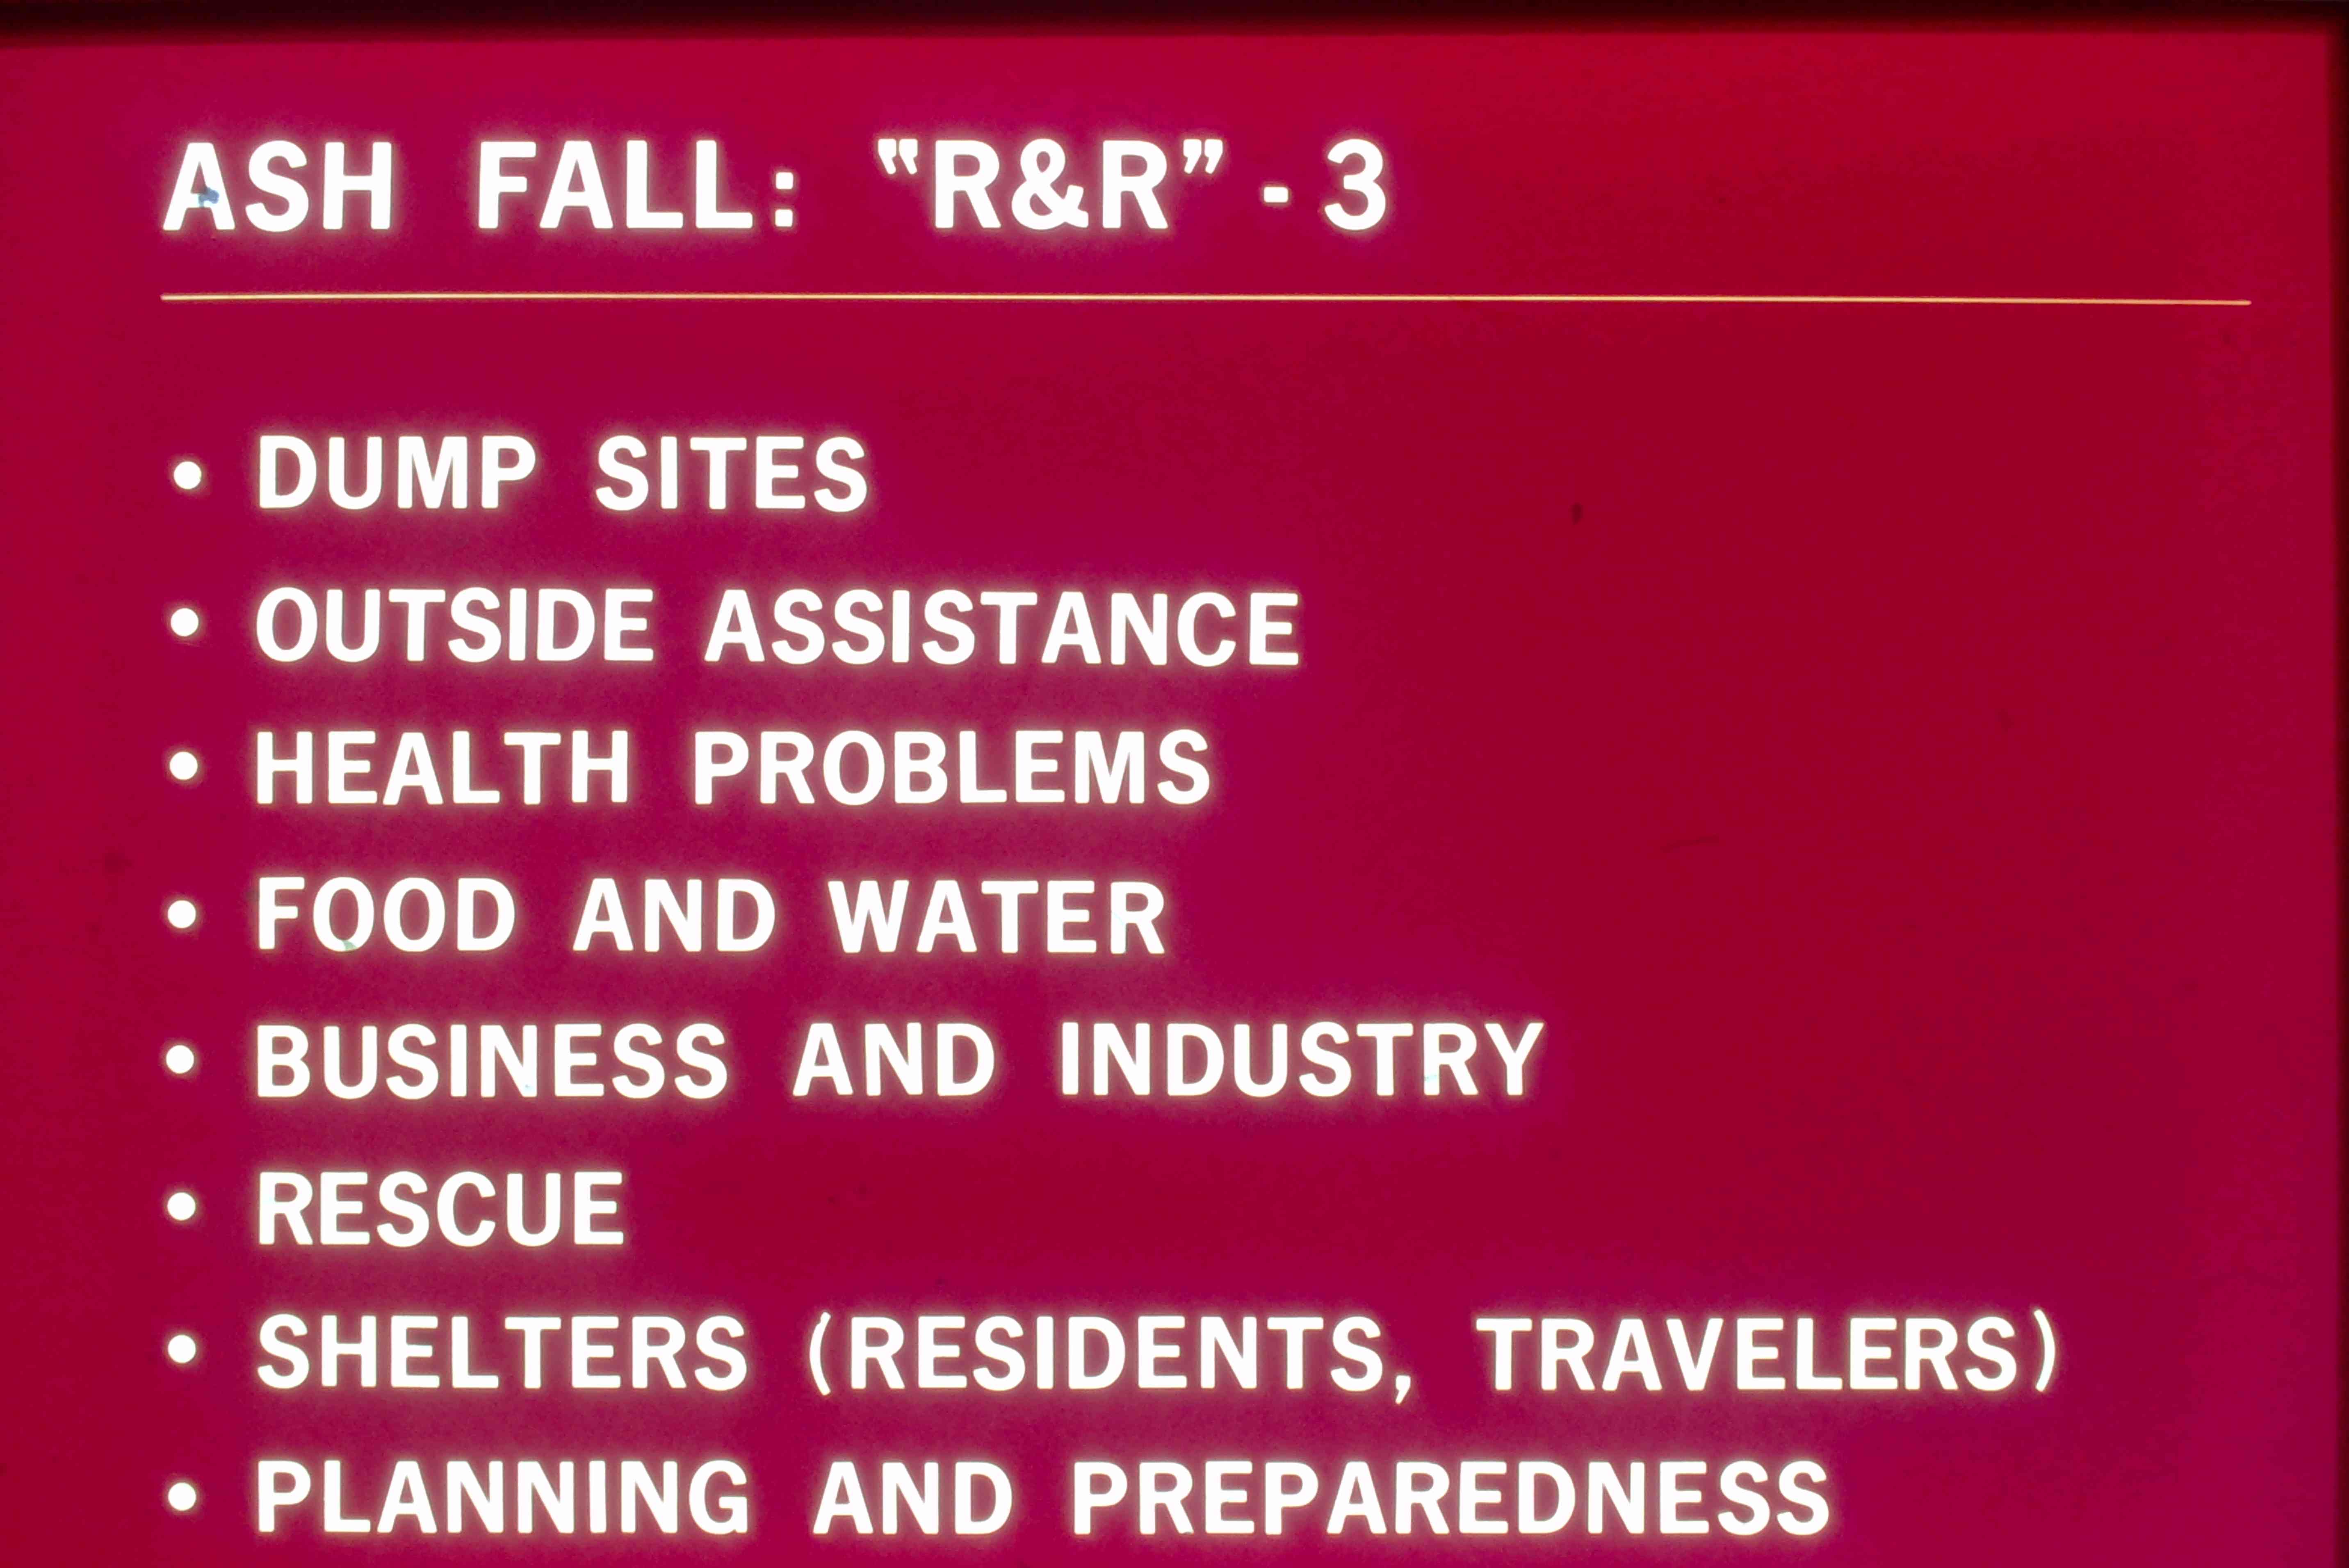 ASH FALL: "R&R" - 3
• DUMP SITES
• OUTSIDE ASSISTANCE
• HEALTH PROBLEMS
• FOOD AND WATER
• BUSINESS AND INDUSTRY
• RESCUE
• SHELTERS (RESIDENTS, TRAVELERS)
• PLANNING AND PREPAREDNESS